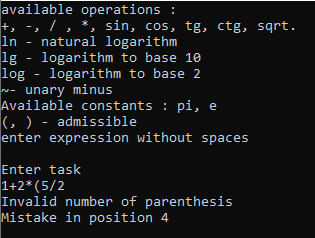 available operations :
+, -, / , *, sin, cos, tg, ctg, sqrt.
ln - natural logarithm
lg - logarithm to base 10
log - logarithm to base 2
~- unary minus
Available constants : pi, e
(, ) - admissible
enter expression without spaces
Enter task
1+2*(5/2
Invalid number of parenthesis
Mistake in position 4